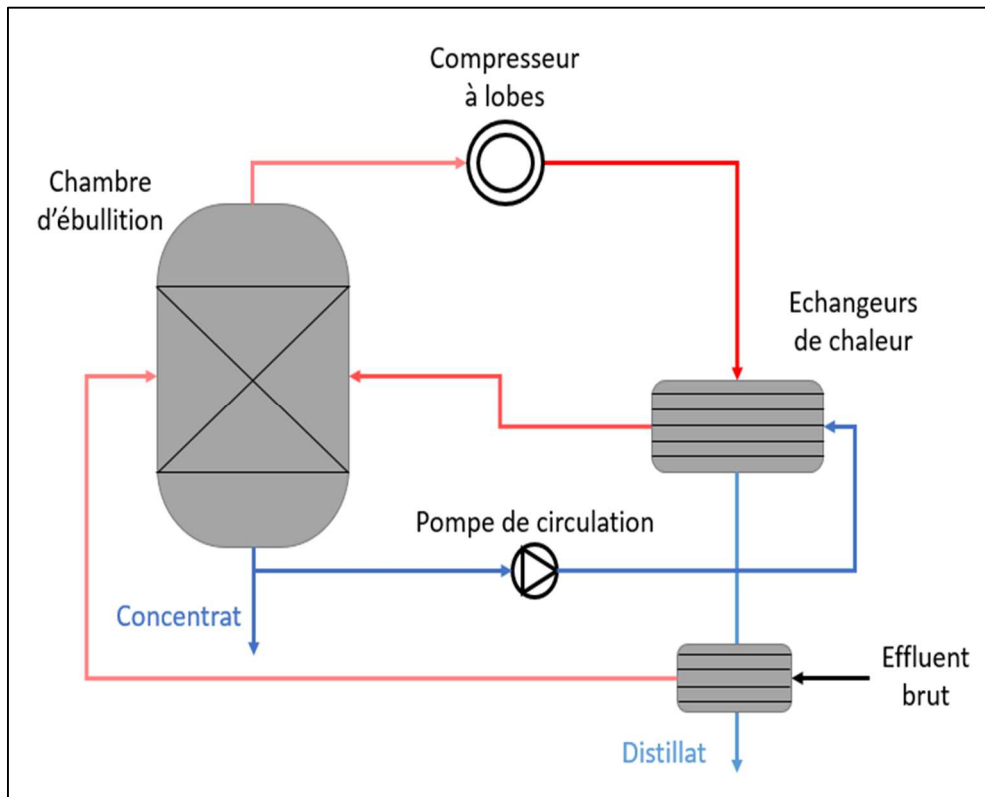 Compresseur
à lobes
Chambre
d'ébullition
Echangeurs
de chaleur
Pompe de circulation
Concentrat
Effluent
brut
Distillat